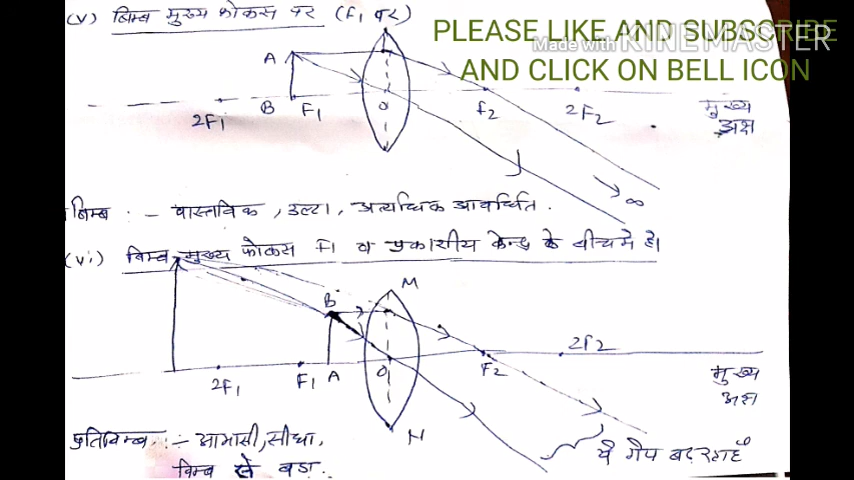 (v) बिम्ब मुख्य फोकस पर (F1 पर)
PLEASE LIKE AND SUBSCRIBE
Made with KINEMASTER
AND CLICK ON BELL ICON
A
2F1 B F1 O F2 2F2
मुख्य
अक्ष
∞
बिम्ब :- वास्तविक, उल्टा, अत्यधिक आवर्धित.
(vi) बिम्ब मुख्य फोकस F1 व प्रकाशीय केन्द्र के बीच मे है।
M
B
2F2
2F1 F1 A O F2
मुख्य
अक्ष
प्रतिबिम्ब :- आभासी, सीधा,
N
ये गैप बढ़ रहा है
बिम्ब से बड़ा.